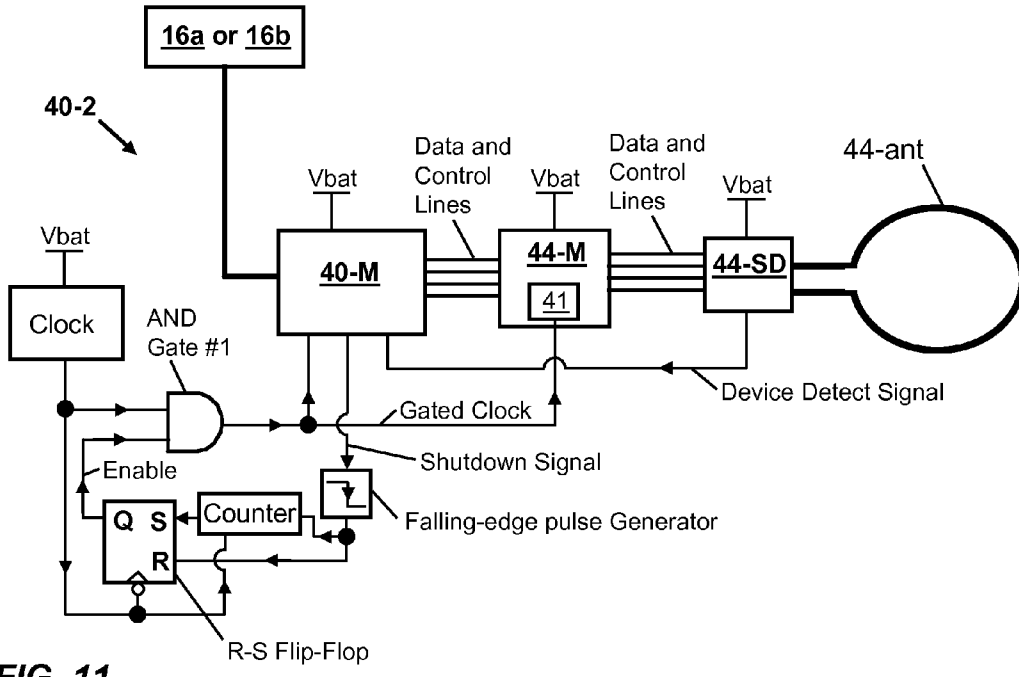 16a or 16b
40-2
Data and
Control
Lines
Data and
Control
Lines
44-ant
Vbat
Vbat
Vbat
Vbat
40-M
44-M
44-SD
41
Clock
AND
Gate #1
Device Detect Signal
Gated Clock
Shutdown Signal
Enable
Q
S
R
Counter
Falling-edge pulse Generator
R-S Flip-Flop
FIG. 11